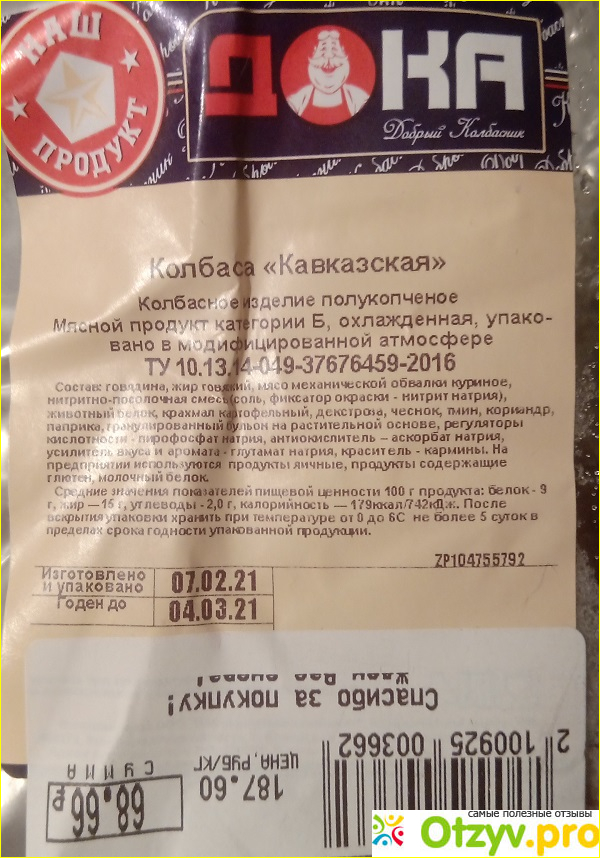 НАШ
ПРОДУКТ
ДОКА
Добрый Колбасник
Колбаса «Кавказская»
Колбасное изделие полукопченое
Мясной продукт категории Б, охлажденная, упако-
вано в модифицированной атмосфере
ТУ 10.13.14-049-37676459-2016
Состав: говядина, жир говяжий, мясо механической обвалки куриное,
нитритно-посолочная смесь(соль, фиксатор окраски - нитрит натрия),
животный белок, крахмал картофельный, декстроза, чеснок, тмин, кориандр,
паприка, гранулированный бульон на растительной основе, регуляторы
кислотности - пирофосфат натрия, антиокислитель – аскорбат натрия,
усилитель вкуса и аромата - глутамат натрия, краситель - кармины. На
предприятии используются продукты яичные, продукты содержащие
глютен, молочный белок.
Средние значения показателей пищевой ценности 100 г продукта: белок - 9
г, жир — 15 г, углеводы - 2,0 г, калорийность — 179ккал/742кДж. После
вскрытия упаковки хранить при температуре от 0 до 6С не более 5 суток в
пределах срока годности упакованной продукции.
ZP104755792
Изготовлено
и упаковано 07.02.21
Годен до 04.03.21
Спасибо за покупку!
2 100925 003662
ЦЕНА, РУБ/КГ
187.60
СУММА
68.66 ₽
самые полезные отзывы
Otzyv.pro